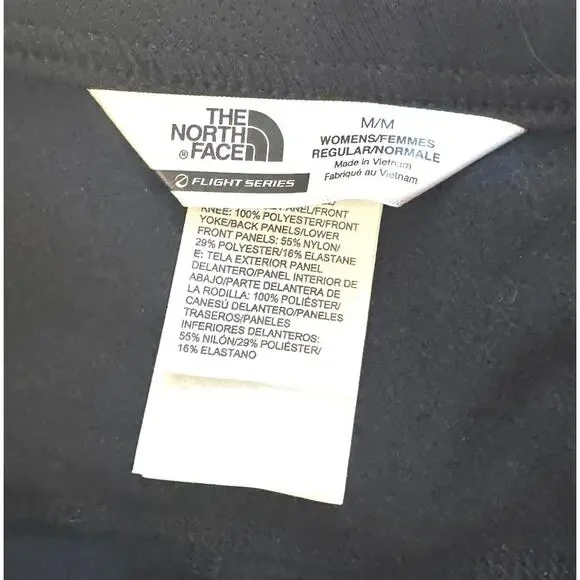 THE
NORTH
FACE®
FLIGHT SERIES
M/M
WOMENS/FEMMES
REGULAR/NORMALE
Made in Vietnam
Fabriqué au Vietnam
PANEL/FRONT
KNEE: 100% POLYESTER/FRONT
YOKE/BACK PANELS/LOWER
FRONT PANELS: 55% NYLON/
29% POLYESTER/16% ELASTANE
E: TELA EXTERIOR PANEL
DELANTERO/PANEL INTERIOR DE
ABAJO/PARTE DELANTERA DE
LA RODILLA: 100% POLIÉSTER/
CANESÚ DELANTERO/PANELES
TRASEROS/PANELES
INFERIORES DELANTEROS:
55% NILÓN/29% POLIÉSTER/
16% ELASTANO